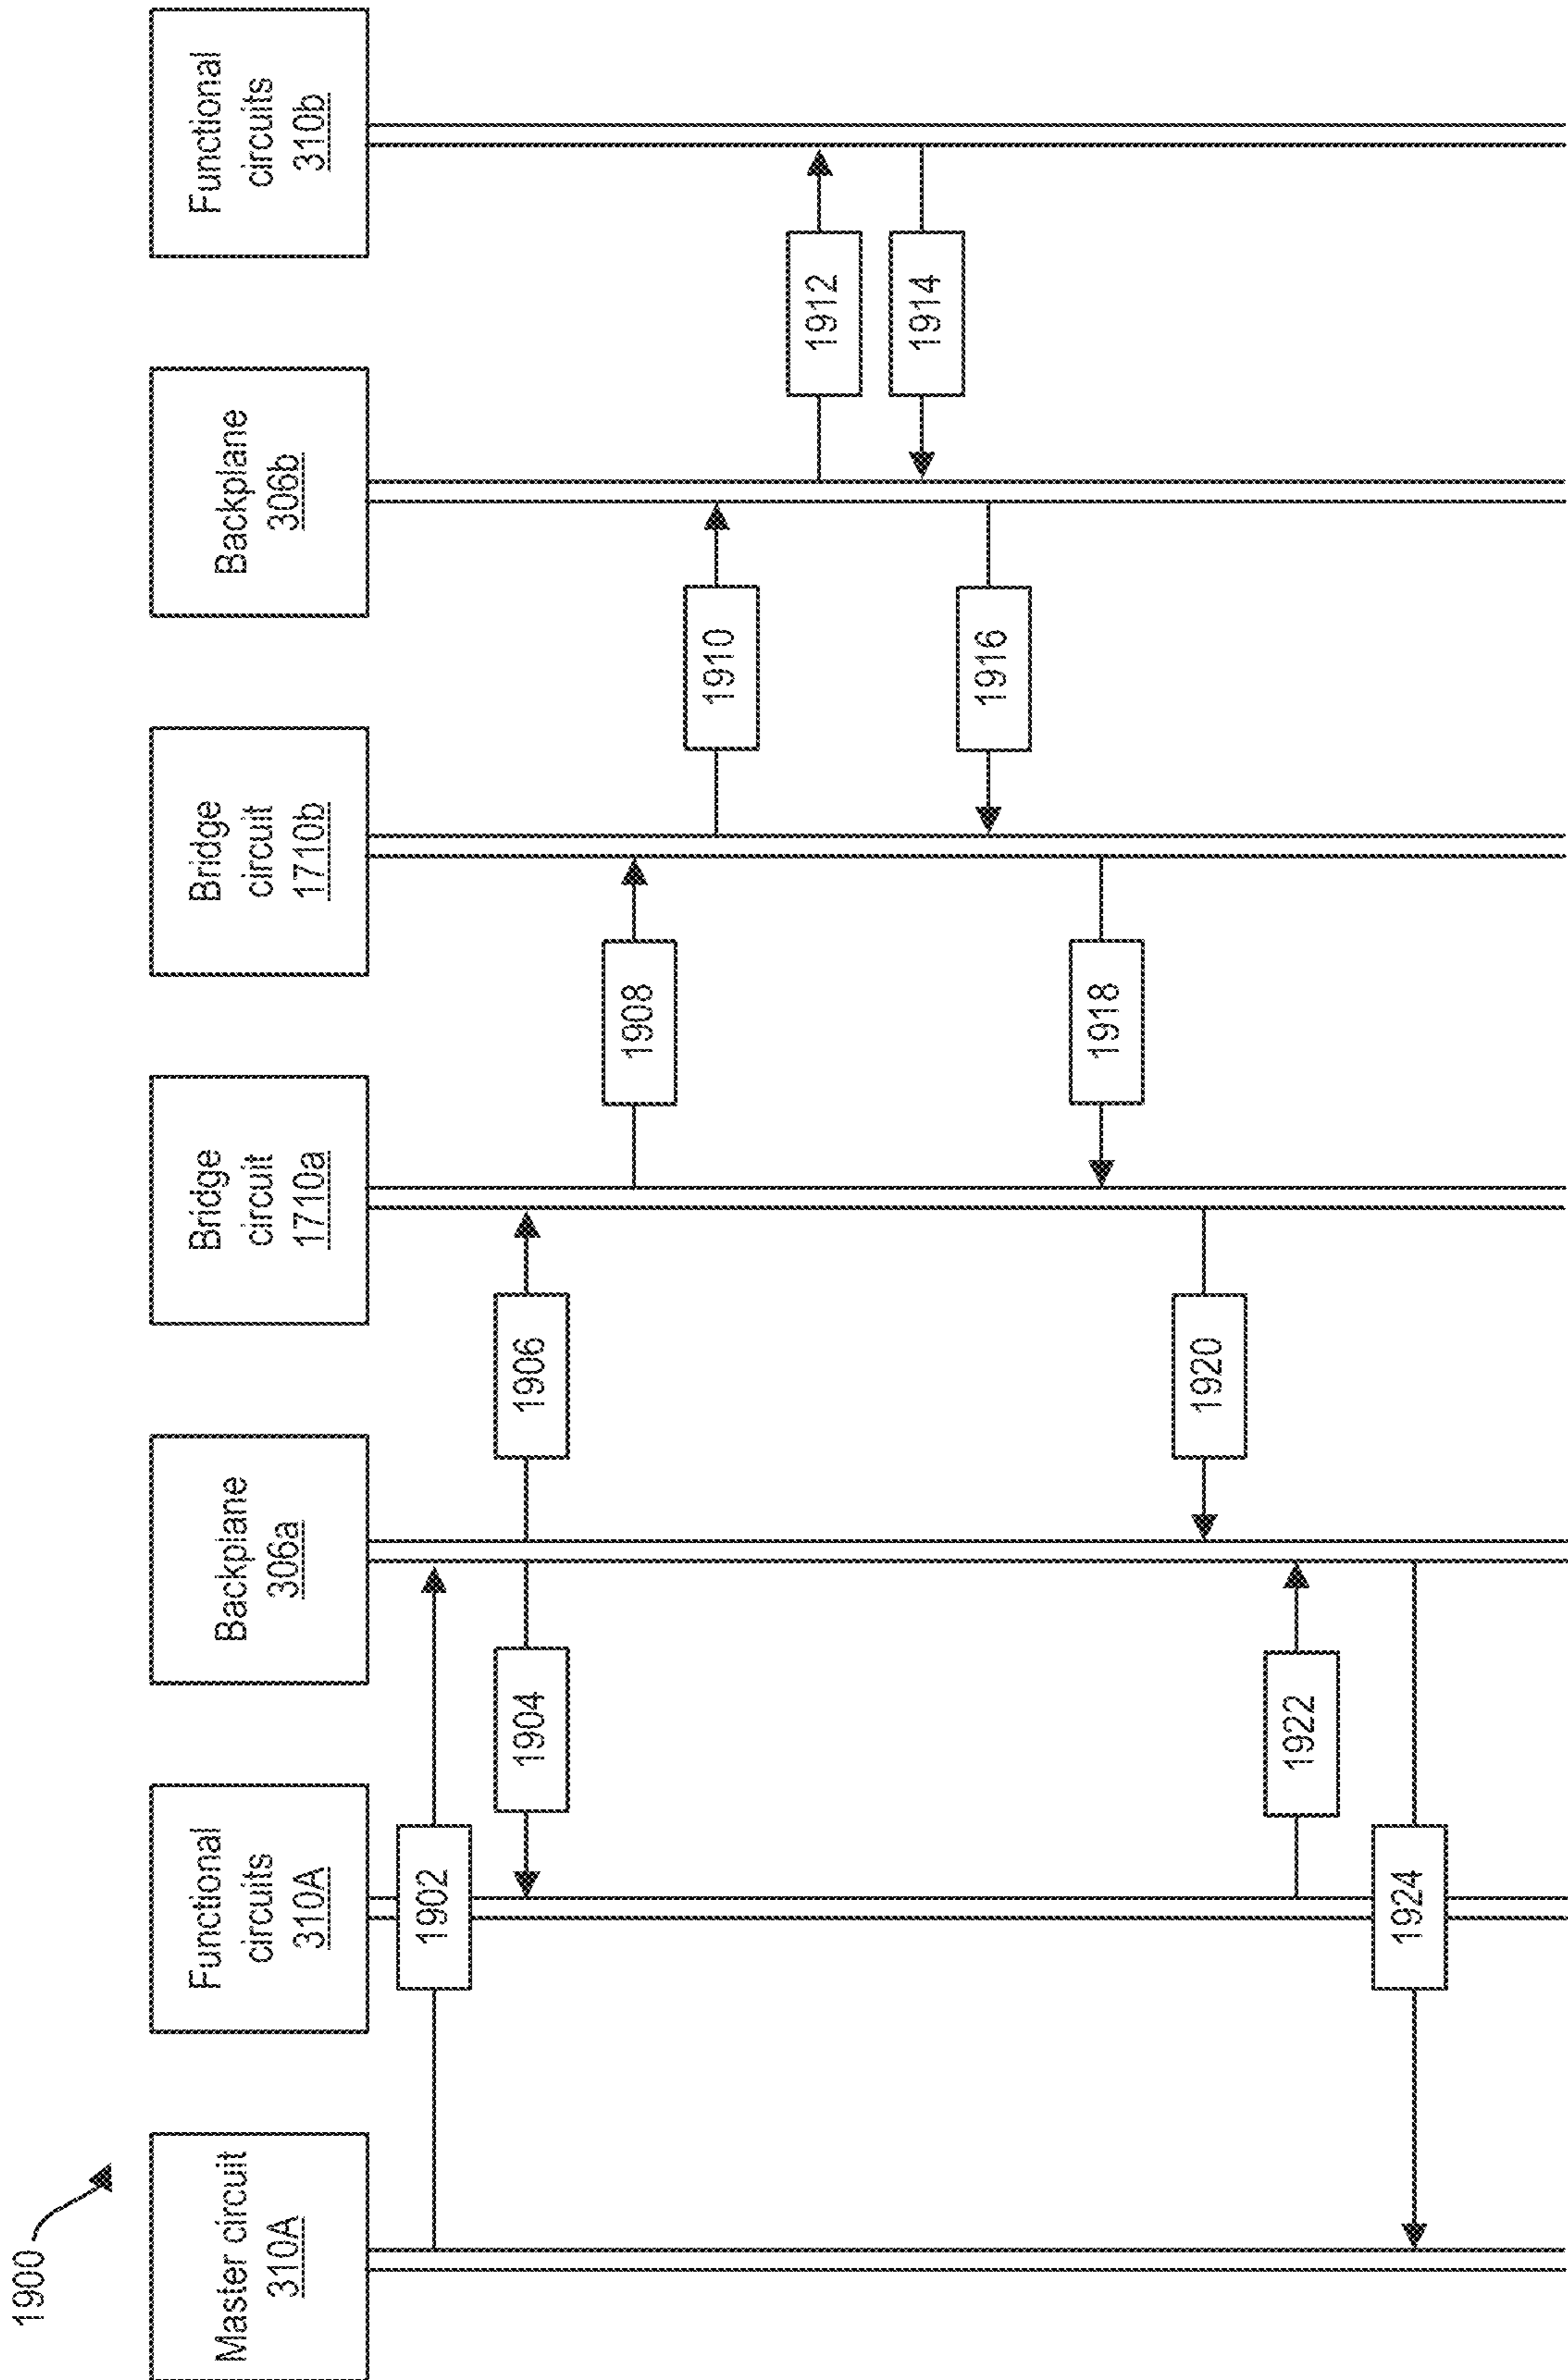 1900
Master circuit
310A
Functional
circuits
310A
Backplane
306a
Bridge
circuit
1710a
Bridge
circuit
1710b
Backplane
306b
Functional
circuits
310b
1902
1904
1906
1908
1910
1912
1914
1916
1918
1920
1922
1924